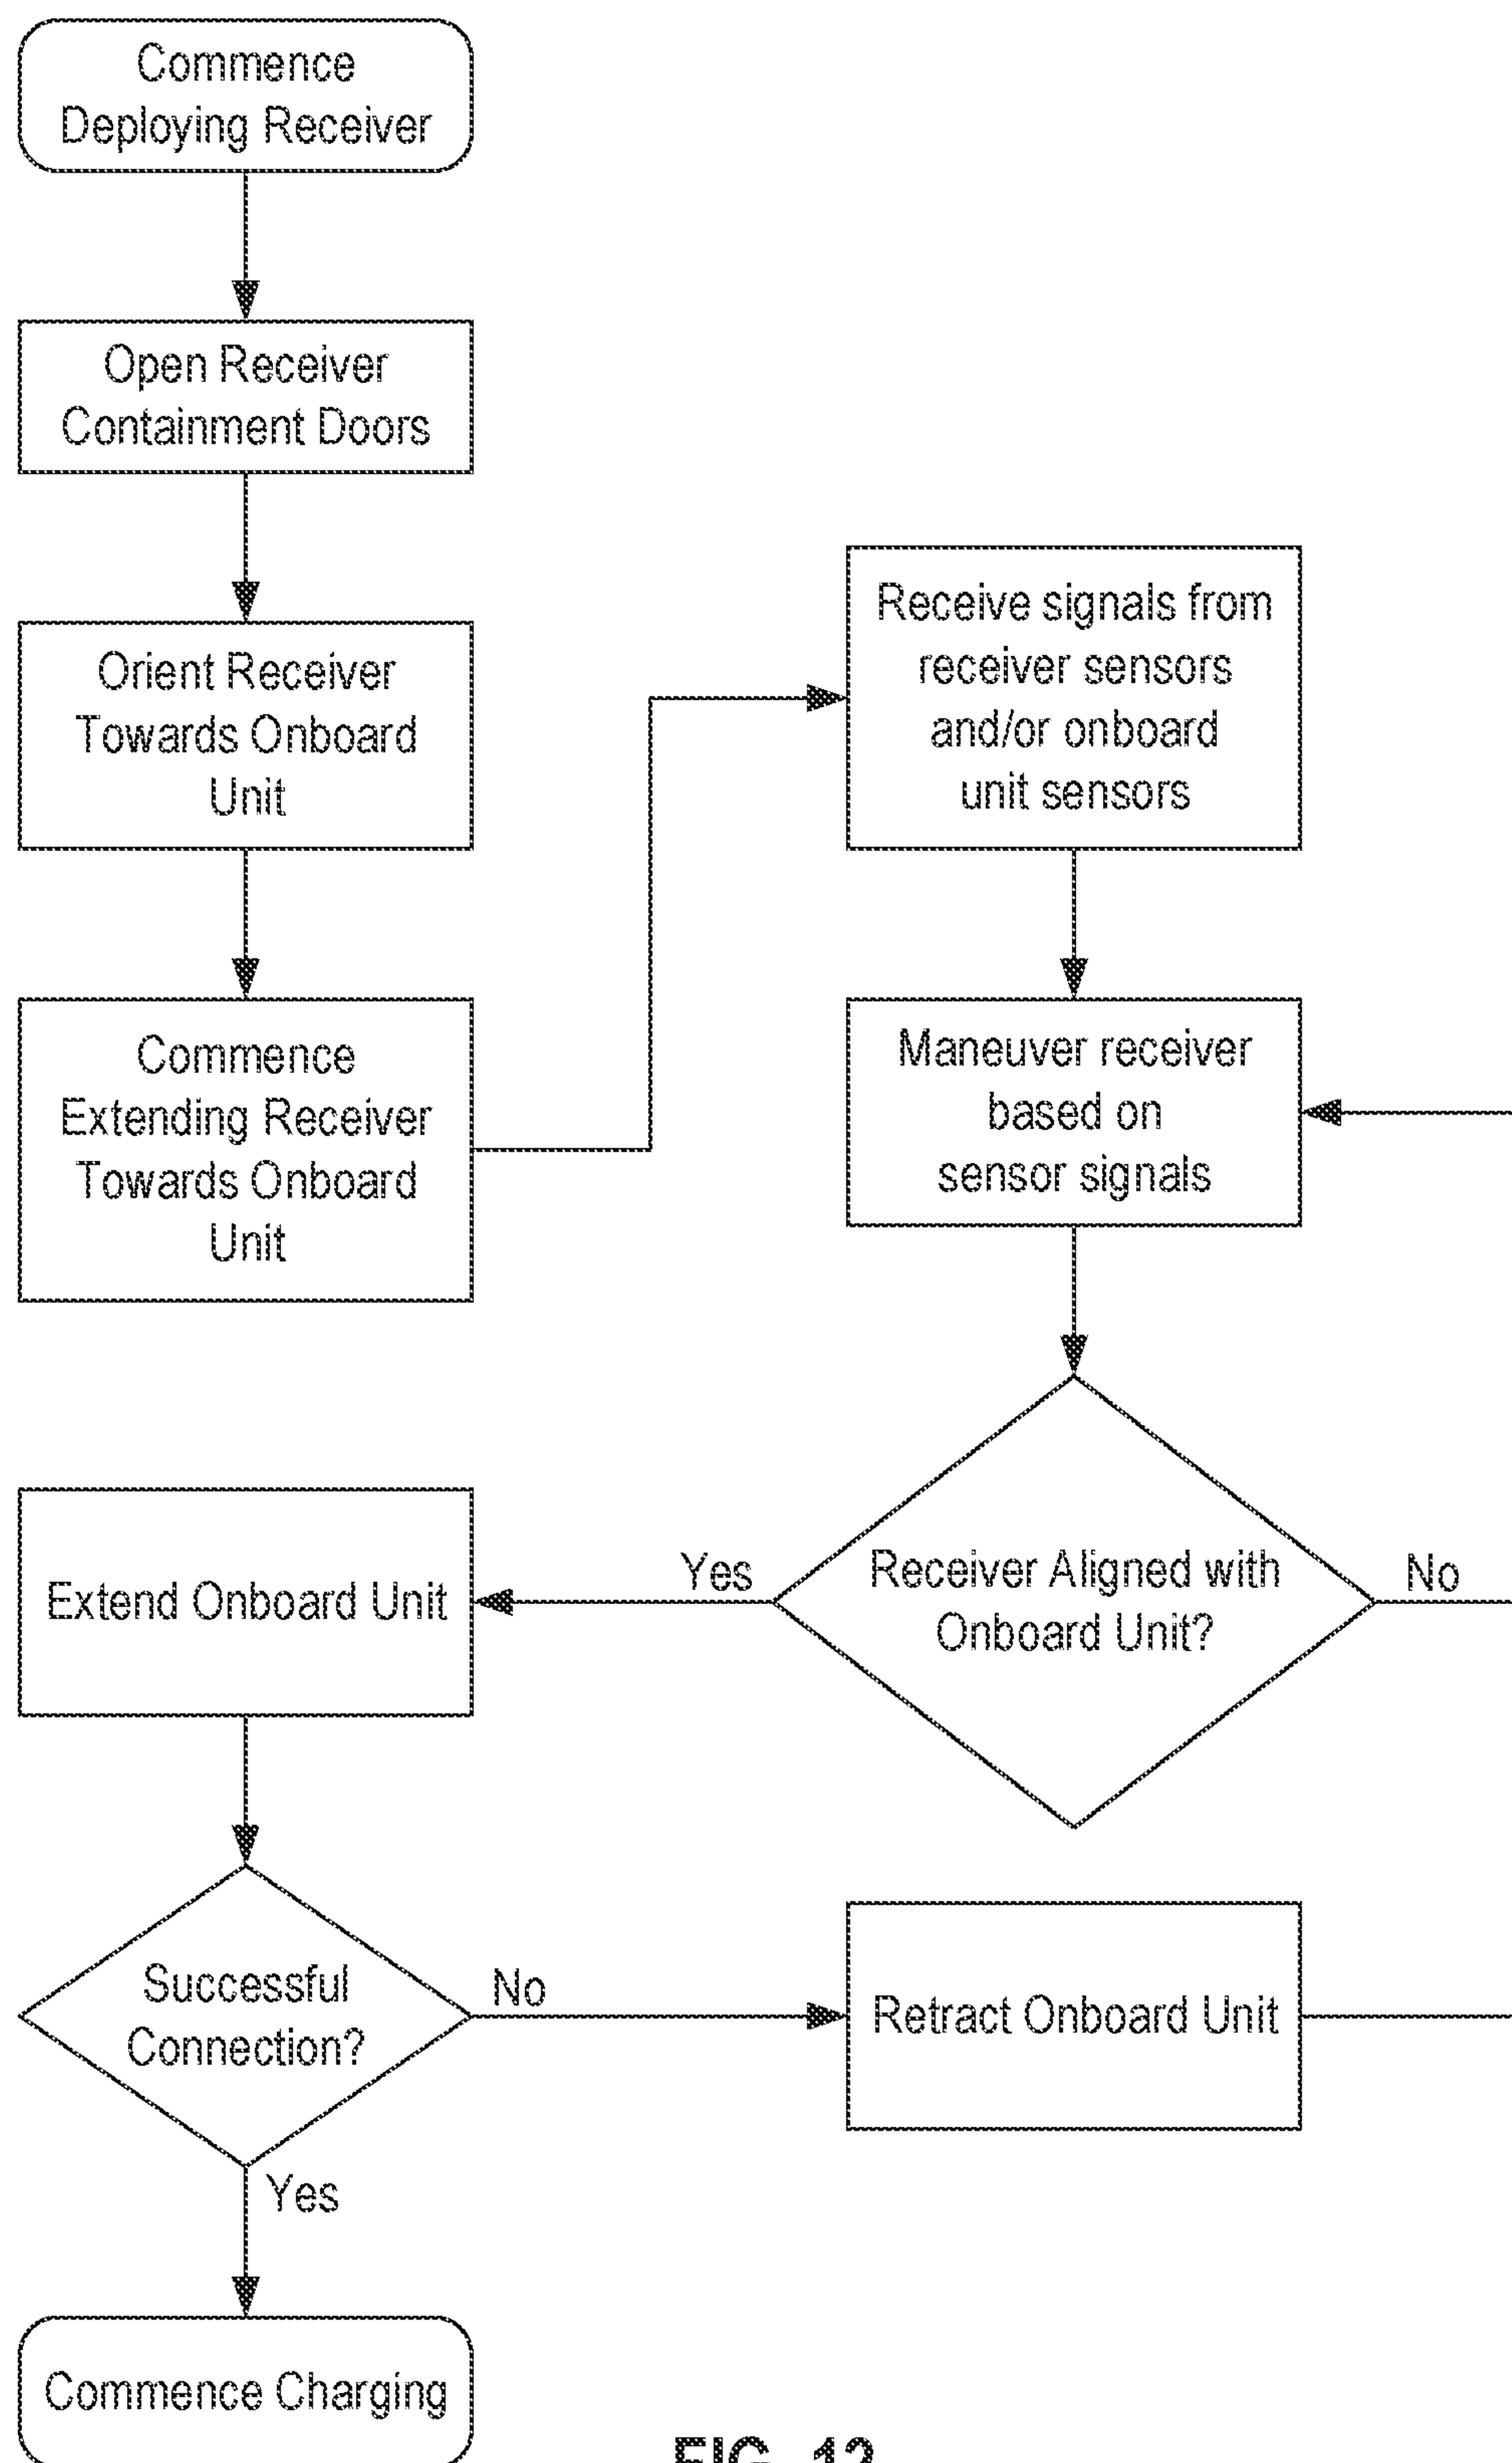 Commence
Deploying Receiver
Open Receiver
Containment Doors
Orient Receiver
Towards Onboard
Unit
Commence
Extending Receiver
Towards Onboard
Unit
Receive signals from
receiver sensors
and/or onboard
unit sensors
Maneuver receiver
based on
sensor signals
Receiver Aligned with
Onboard Unit?
Yes
No
Extend Onboard Unit
Successful
Connection?
No
Yes
Retract Onboard Unit
Commence Charging